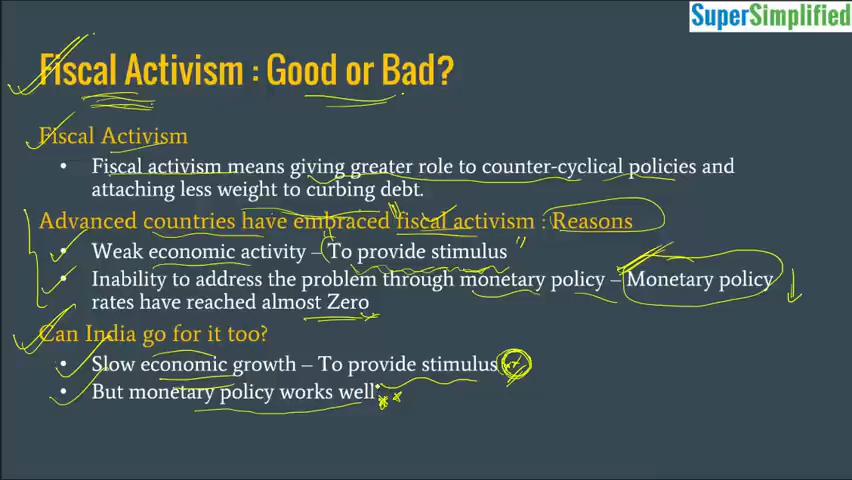 SuperSimplified
Fiscal Activism : Good or Bad?
Fiscal Activism
• Fiscal activism means giving greater role to counter-cyclical policies and
attaching less weight to curbing debt.
Advanced countries have embraced fiscal activism : Reasons
• Weak economic activity – To provide stimulus
• Inability to address the problem through monetary policy – Monetary policy
rates have reached almost Zero
Can India go for it too?
• Slow economic growth – To provide stimulus
• But monetary policy works well